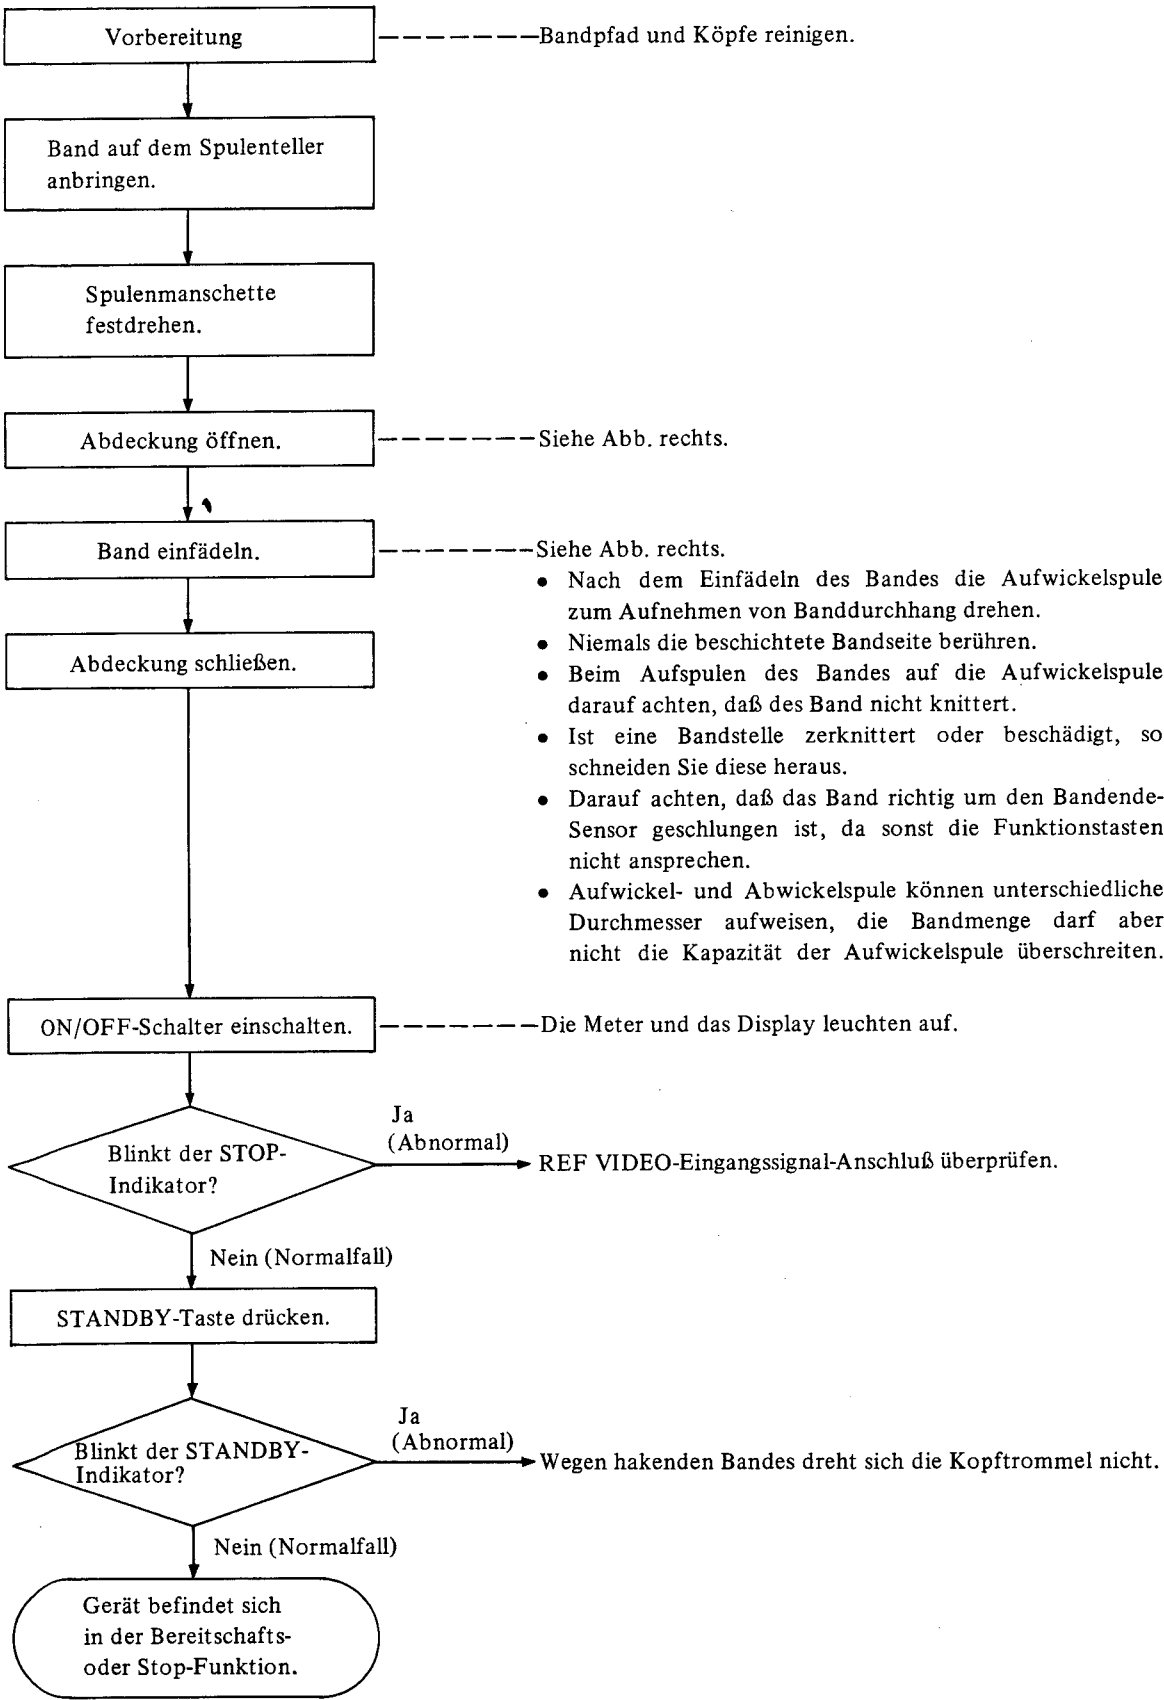 Vorbereitung
Bandpfad und Köpfe reinigen.
Band auf dem Spulenteller
anbringen.
Spulenmanschette
festdrehen.
Abdeckung öffnen.
Siehe Abb. rechts.
Band einfädeln.
Siehe Abb. rechts.
• Nach dem Einfädeln des Bandes die Aufwickelspule
zum Aufnehmen von Banddurchhang drehen.
• Niemals die beschichtete Bandseite berühren.
• Beim Aufspulen des Bandes auf die Aufwickelspule
darauf achten, daß des Band nicht knittert.
• Ist eine Bandstelle zerknittert oder beschädigt, so
schneiden Sie diese heraus.
• Darauf achten, daß das Band richtig um den Bandende-
Sensor geschlungen ist, da sonst die Funktionstasten
nicht ansprechen.
• Aufwickel- und Abwickelspule können unterschiedliche
Durchmesser aufweisen, die Bandmenge darf aber
nicht die Kapazität der Aufwickelspule überschreiten.
Abdeckung schließen.
ON/OFF-Schalter einschalten.
Die Meter und das Display leuchten auf.
Blinkt der STOP-
Indikator?
Ja
(Abnormal)
REF VIDEO-Eingangssignal-Anschluß überprüfen.
Nein (Normalfall)
STANDBY-Taste drücken.
Blinkt der STANDBY-
Indikator?
Ja
(Abnormal)
Wegen hakenden Bandes dreht sich die Kopftrommel nicht.
Nein (Normalfall)
Gerät befindet sich
in der Bereitschafts-
oder Stop-Funktion.